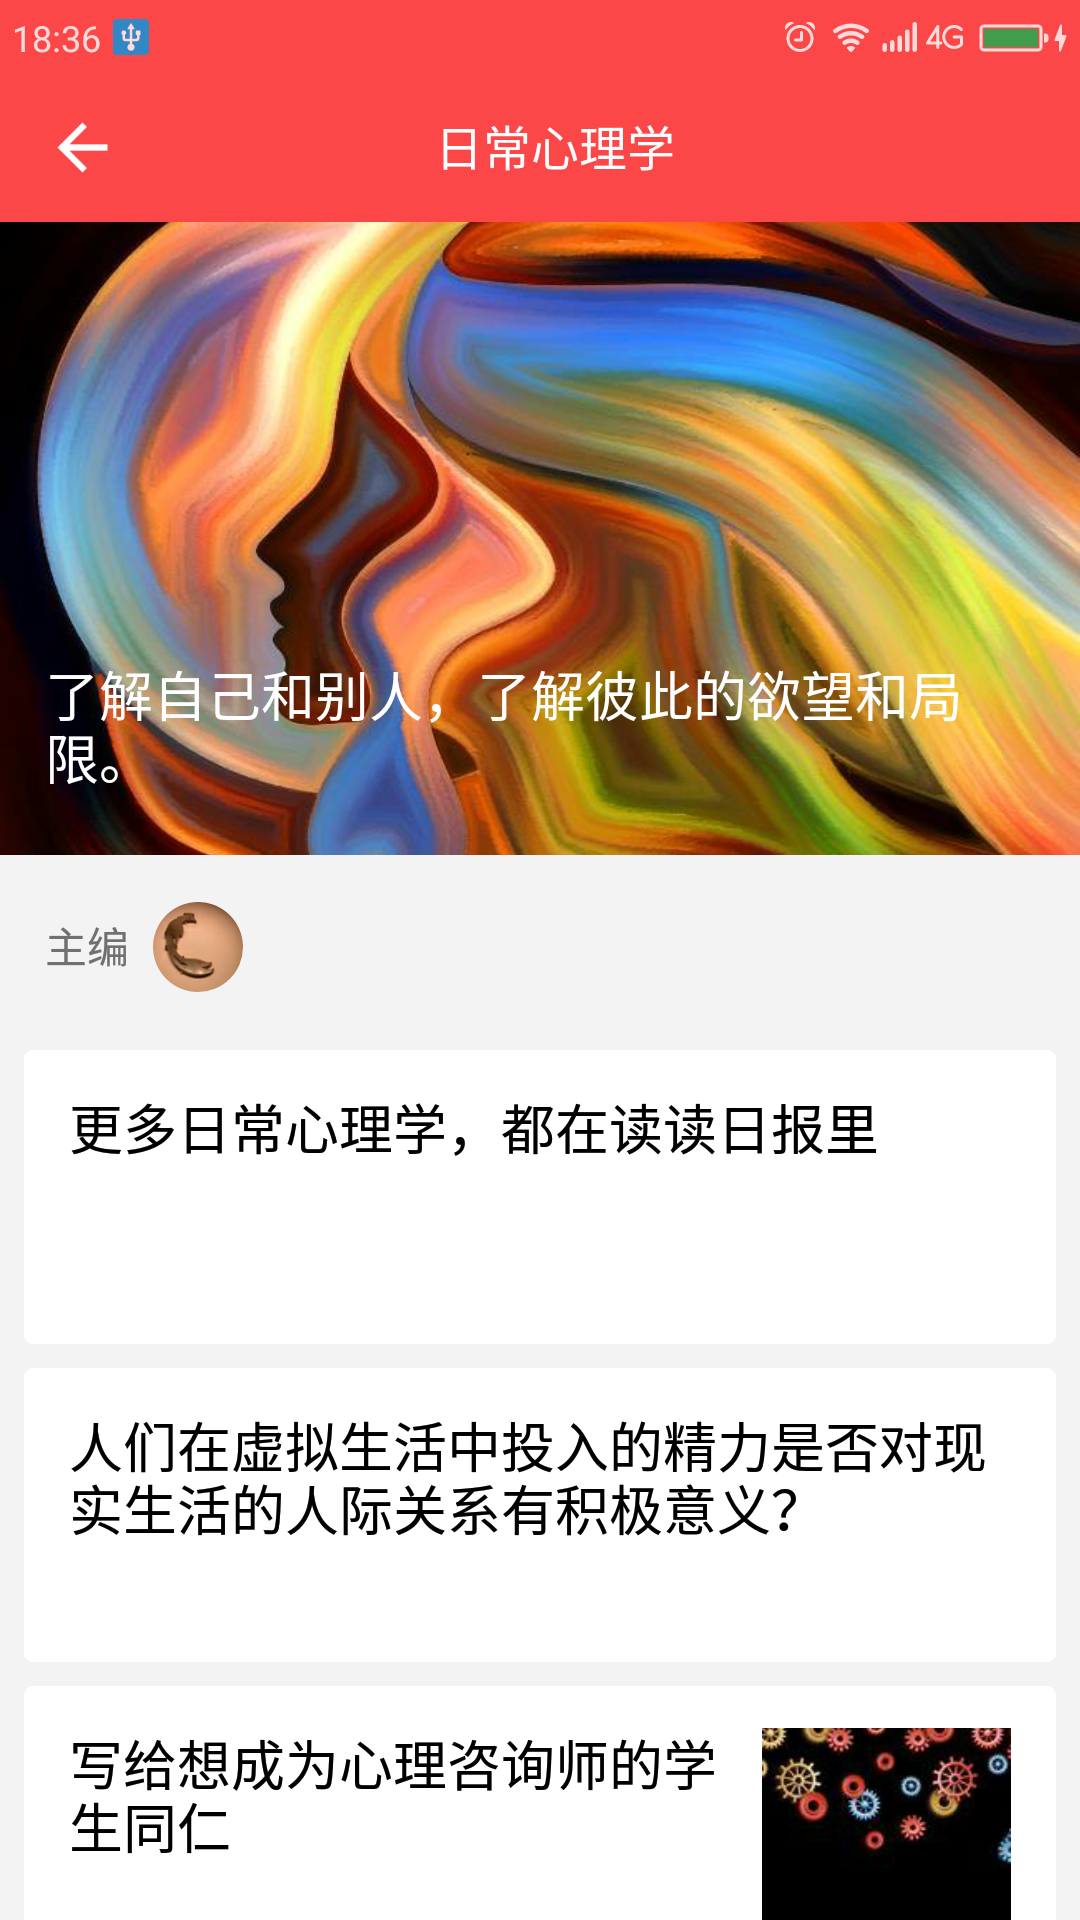 18:36
4G
日常心理学
了解自己和别人，了解彼此的欲望和局
限。
主编
更多日常心理学，都在读读日报里
人们在虚拟生活中投入的精力是否对现
实生活的人际关系有积极意义？
写给想成为心理咨询师的学
生同仁